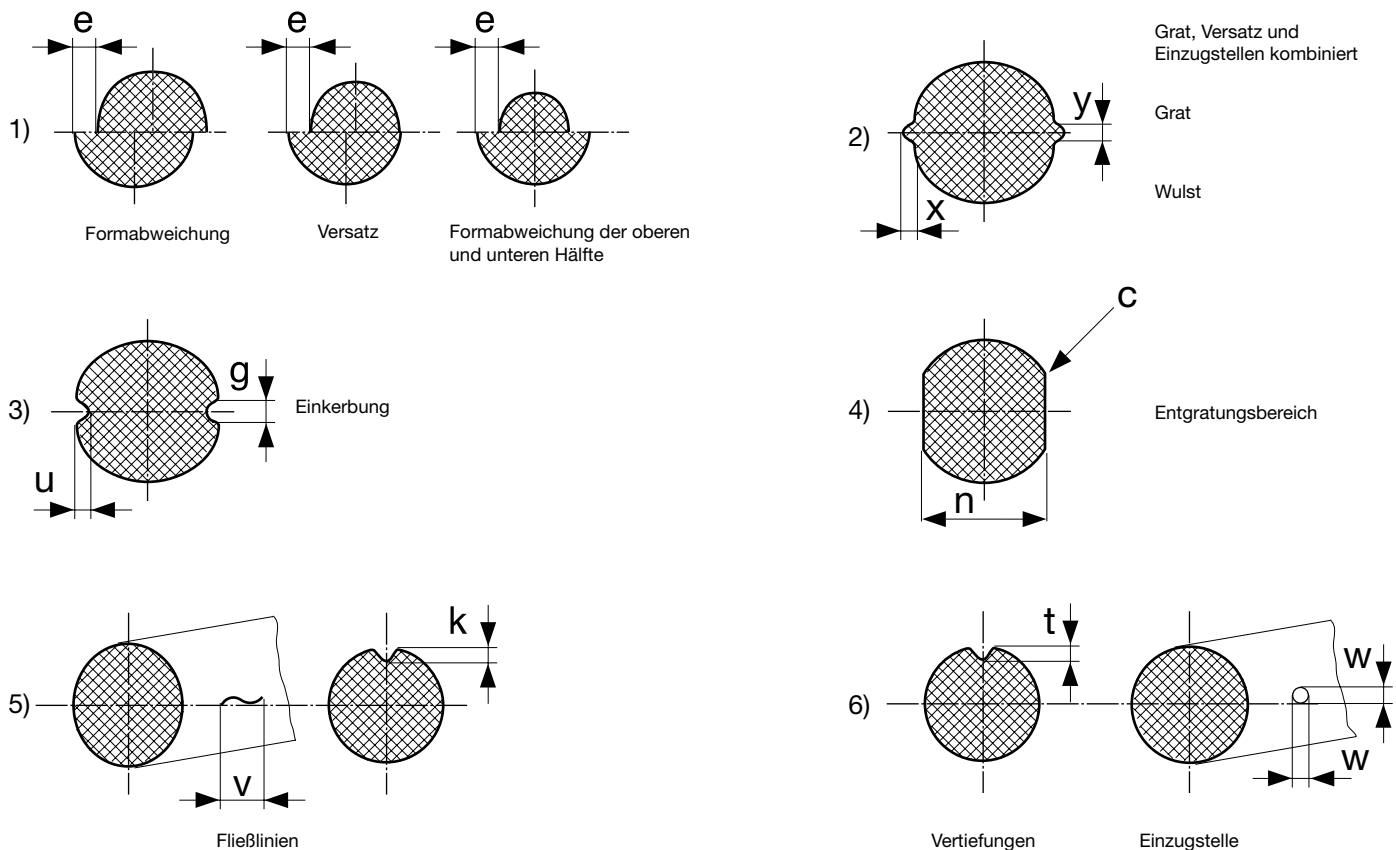 e
e
e
1)
Formabweichung
Versatz
Formabweichung der oberen
und unteren Hälfte
2)
y
x
Grat, Versatz und
Einzugstellen kombiniert
Grat
Wulst
3)
g
u
Einkerbung
4)
c
n
Entgratungsbereich
5)
v
k
Fließlinien
6)
t
w
w
Vertiefungen
Einzugstelle